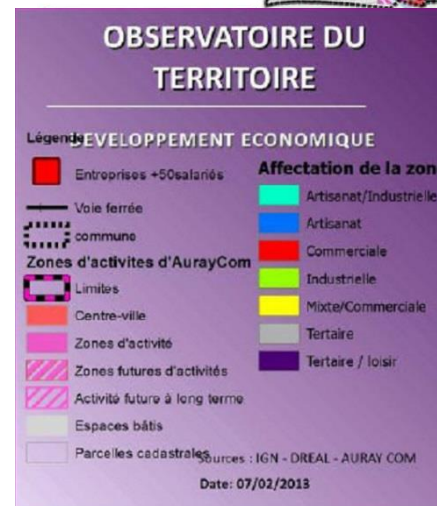 OBSERVATOIRE DU
TERRITOIRE
DEVELOPPEMENT ECONOMIQUE
Légende
Entreprises +50salariés
Voie ferrée
commune
Zones d'activites d'AurayCom
Limites
Centre-ville
Zones d'activité
Zones futures d'activités
Activité future à long terme
Espaces bâtis
Parcelles cadastrales
Affectation de la zon
Artisanat/Industrielle
Artisanat
Commerciale
Industrielle
Mixte/Commerciale
Tertaire
Tertaire / loisir
Sources : IGN - DREAL - AURAY COM
Date: 07/02/2013